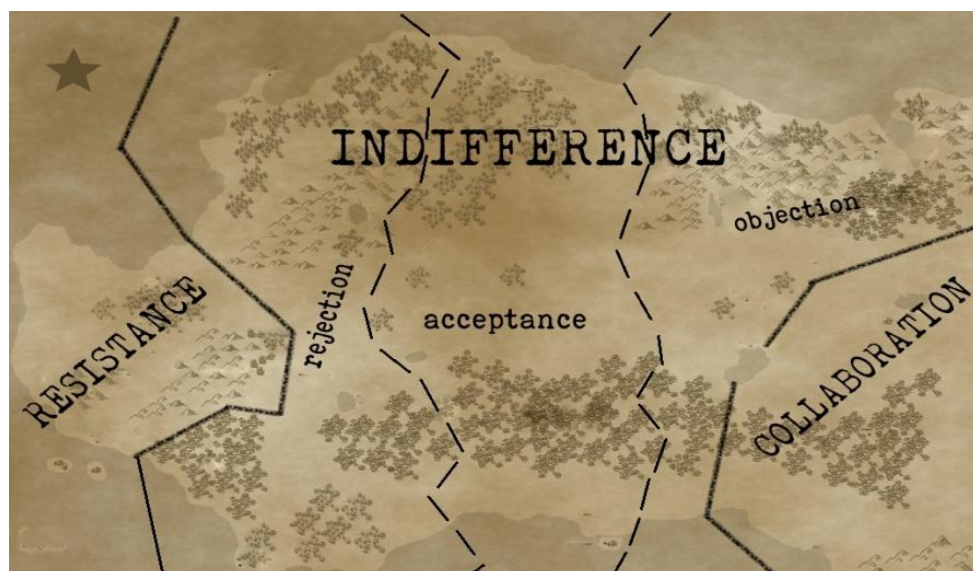 INDIFFERENCE
objection
RESISTANCE
rejection
acceptance
COLLABORATION